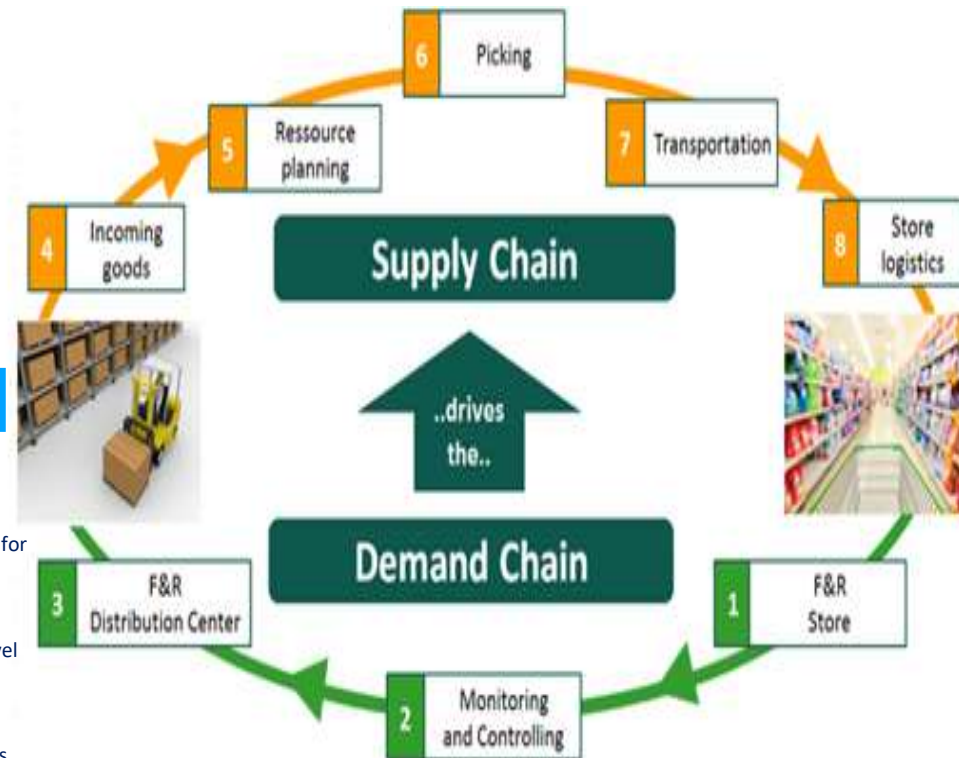 6
Picking
5
Ressource
planning
7
Transportation
4
Incoming
goods
8
Store
logistics
Supply Chain
..drives
the..
for
Demand Chain
3
F&R
Distribution Center
1
F&R
Store
vel
2
Monitoring
and Controlling
s